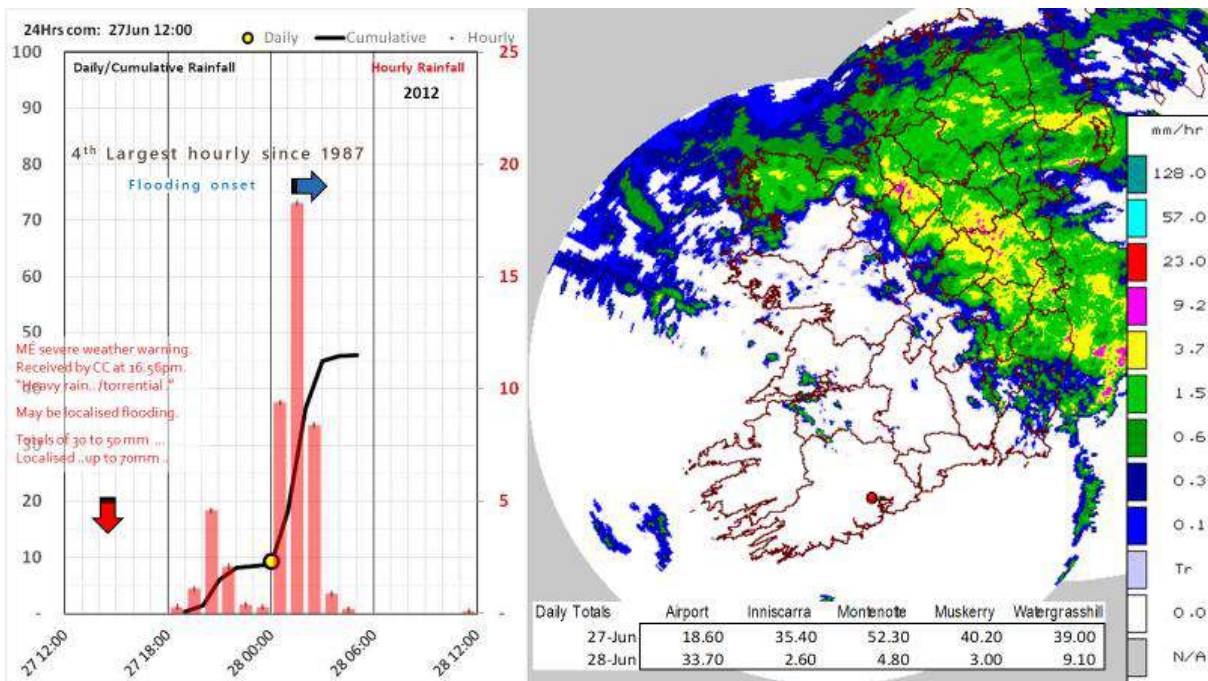 24Hrs com: 27Jun 12:00
Daily Cumulative Hourly
100 25
Daily/Cumulative Rainfall Hourly Rainfall
2012
90
80 20
4th Largest hourly since 1987
Flooding onset
70
60 15
50
ME severe weather warning.
Received by CC at 16.56pm.
"Heavy rain../torrential."
40 10
May be localised flooding.
Totals of 30 to 50 mm ...
30
Localised ..up to 70mm..
20 5
10
- -
27 12:00 27 18:00 28 00:00 28 06:00 28 12:00
mm/hr
128.0
57.0
23.0
9.2
3.7
1.5
0.6
0.3
0.1
Tr
0.0
N/A
Daily Totals Airport Inniscarra Montenotte Muskerry Watergrasshill
27-Jun 18.60 35.40 52.30 40.20 39.00
28-Jun 33.70 2.60 4.80 3.00 9.10